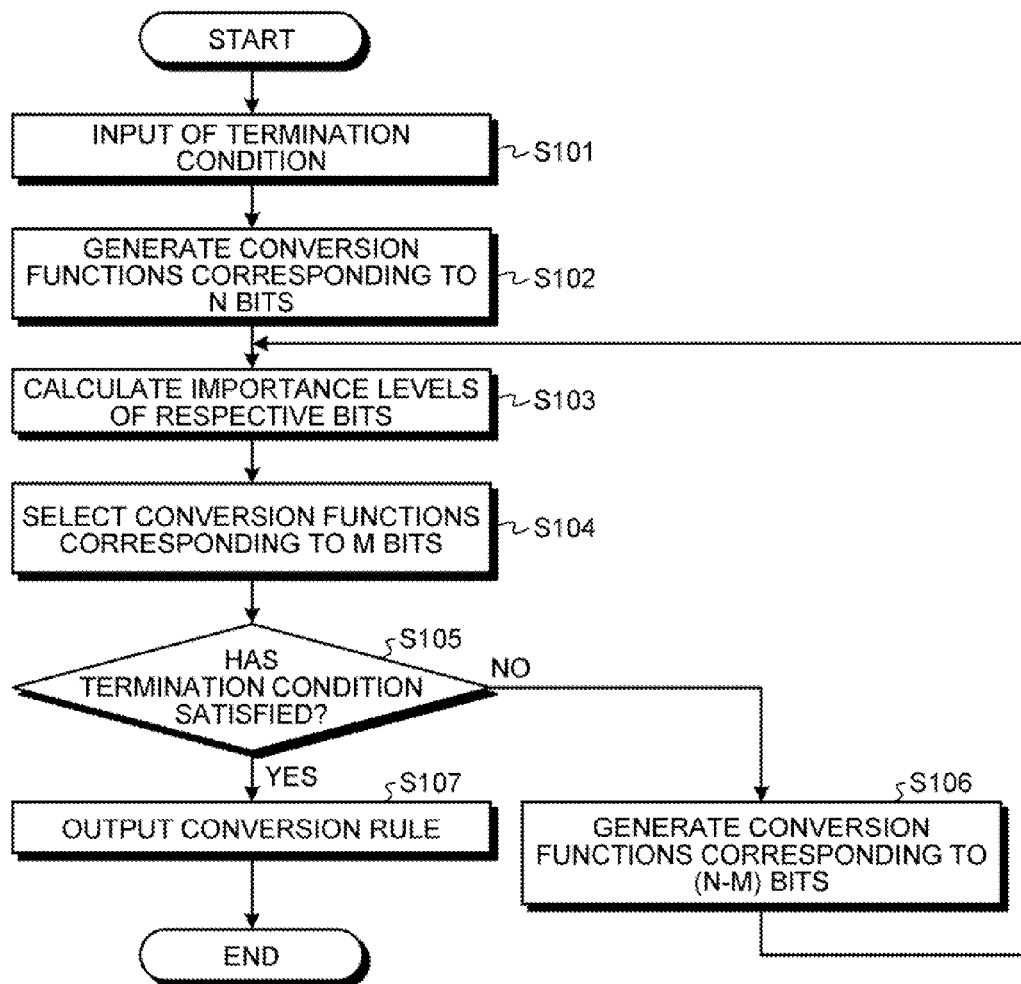 START
INPUT OF TERMINATION
CONDITION
S101
GENERATE CONVERSION
FUNCTIONS CORRESPONDING TO
N BITS
S102
CALCULATE IMPORTANCE LEVELS
OF RESPECTIVE BITS
S103
SELECT CONVERSION FUNCTIONS
CORRESPONDING TO M BITS
S104
S105
HAS
TERMINATION CONDITION
SATISFIED?
NO
YES
S107
OUTPUT CONVERSION RULE
S106
GENERATE CONVERSION
FUNCTIONS CORRESPONDING TO
(N-M) BITS
END